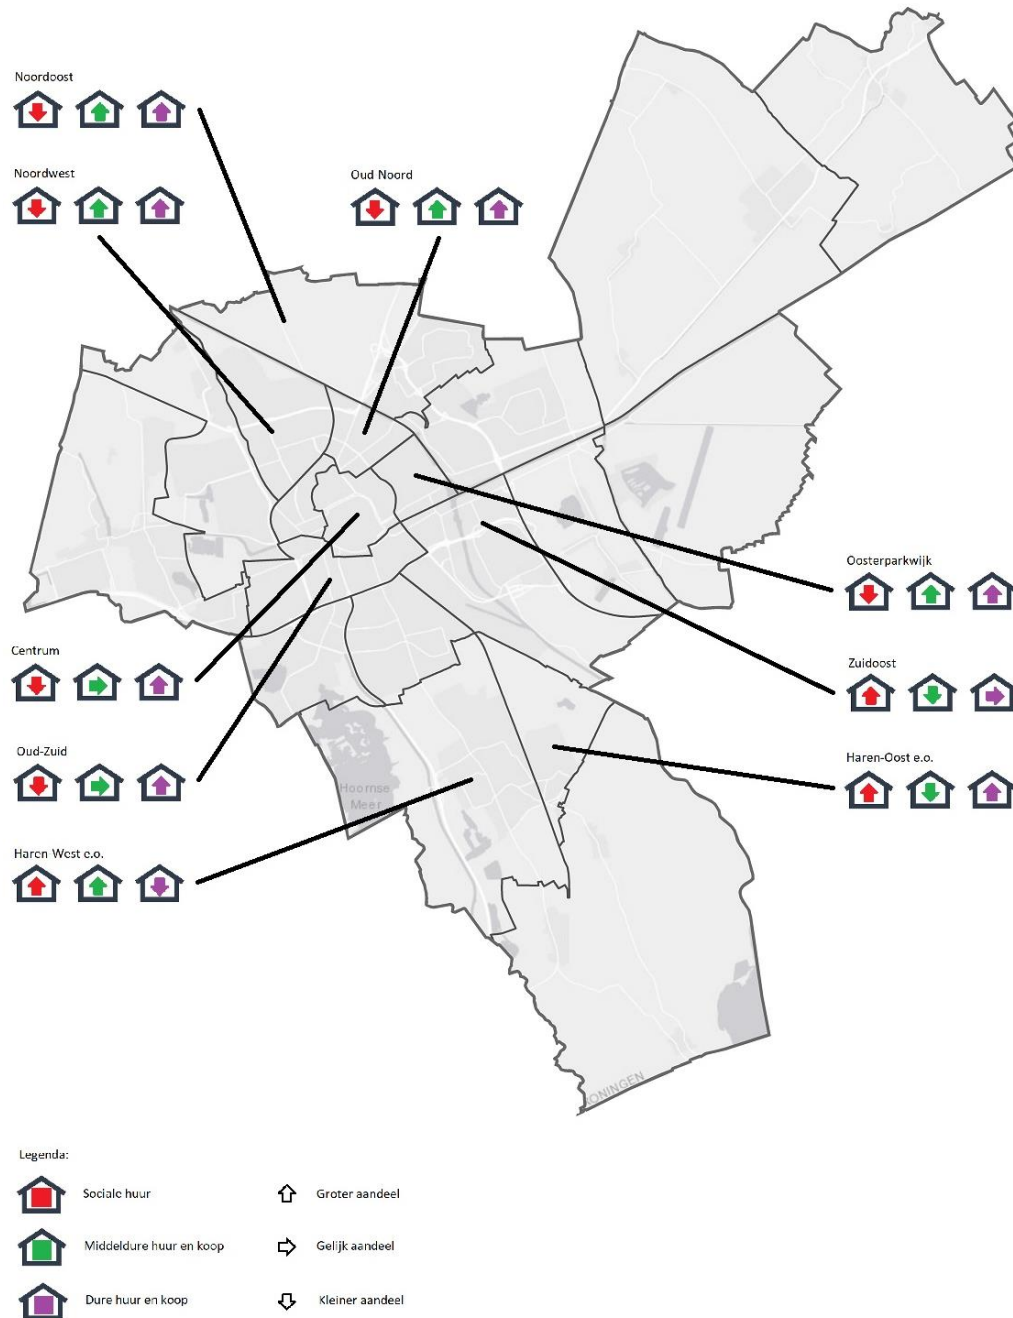 Noordoost
Noordwest
Oud Noord
Oosterparkwijk
Centrum
Zuidoost
Oud-Zuid
Haren-Oost e.o.
Hoornse
Meer
Haren-West e.o.
Legenda:
Sociale huur
Groter aandeel
Middeldure huur en koop
Gelijk aandeel
Dure huur en koop
Kleiner aandeel